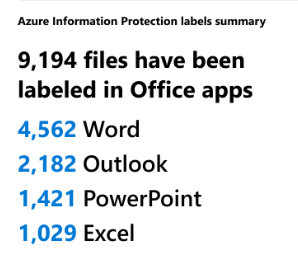 Azure Information Protection labels summary
9,194 files have been
labeled in Office apps
4,562 Word
2,182 Outlook
1,421 PowerPoint
1,029 Excel